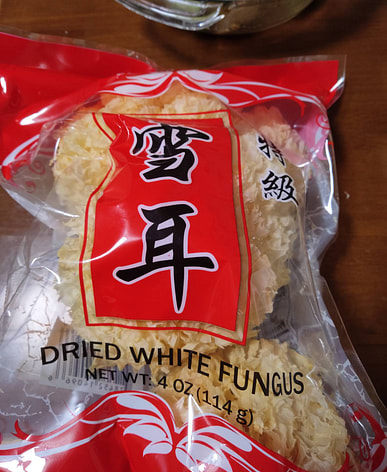 雪耳
特級
DRIED WHITE FUNGUS
NET WT: 4 OZ (114 g)